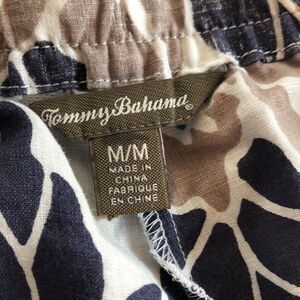 Tommy Bahama®
M/M
MADE IN
CHINA
FABRIQUÉ
EN CHINE